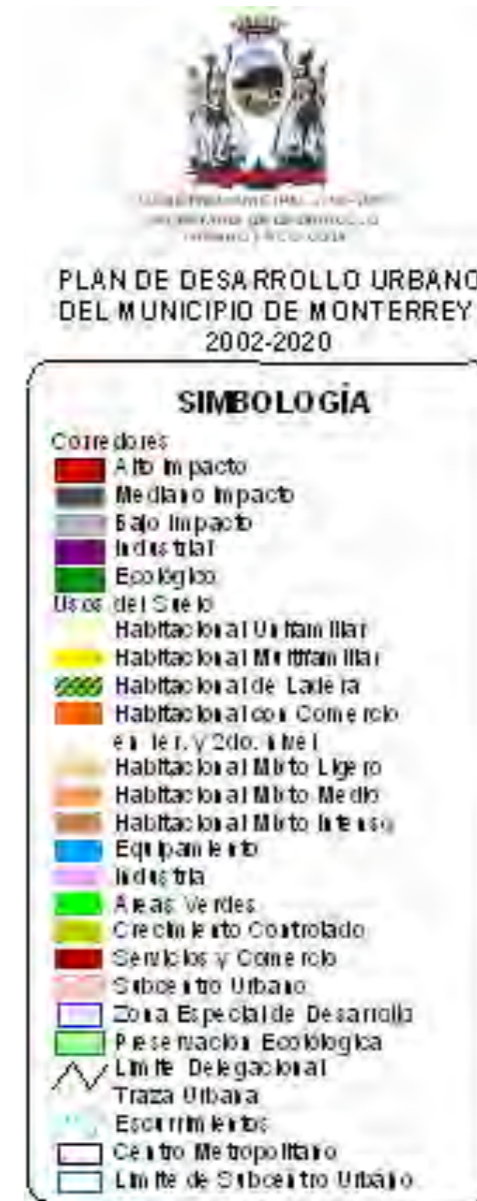 PLAN DE DESARROLLO URBANO
DEL MUNICIPIO DE MONTERREY
2002-2020
SIMBOLOGÍA
Corredores
Alto Impacto
Mediano Impacto
Bajo Impacto
Industrial
Ecológico
Usos del Suelo
Habitacional Unifamiliar
Habitacional Multifamiliar
Habitacional de Ladera
Habitacional con Comercio
en 1er. y 2do. nivel
Habitacional Mixto Ligero
Habitacional Mixto Medio
Habitacional Mixto Intenso
Equipamiento
Industria
Areas Verdes
Crecimiento Controlado
Servicios y Comercio
Subcentro Urbano
Zona Especial de Desarrollo
Preservación Ecológica
Limite Delegacional
Traza Urbana
Escurrimientos
Centro Metropolitano
Limite de Subcentro Urbano